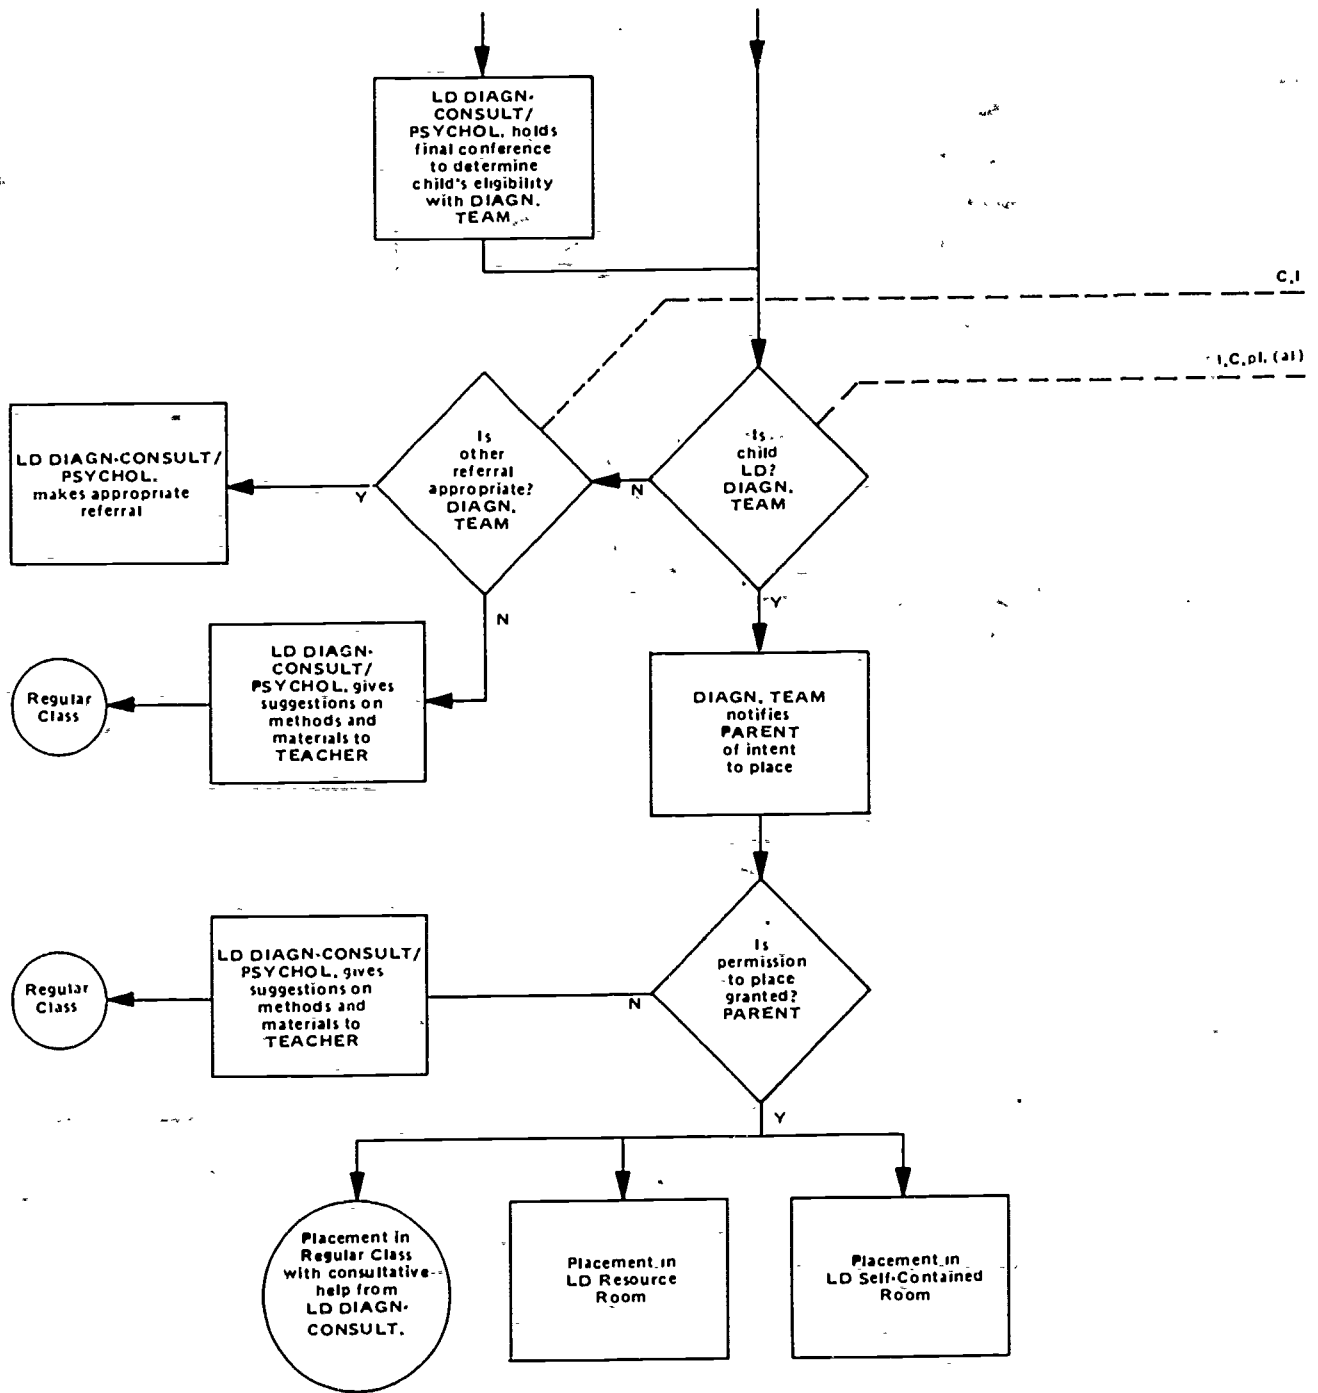 LD DIAGN-
CONSULT/
PSYCHOL, holds
final conference
to determine
child's eligibility
with DIAGN.
TEAM
C,I
I,C,pl, (al)
Is
child
LD?
DIAGN.
TEAM
N
Y
Is
other
referral
appropriate?
DIAGN.
TEAM
Y
N
LD DIAGN-CONSULT/
PSYCHOL.
makes appropriate
referral
LD DIAGN-
CONSULT/
PSYCHOL, gives
suggestions on
methods and
materials to
TEACHER
Regular
Class
DIAGN. TEAM
notifies
PARENT
of intent
to place
Is
permission
to place
granted?
PARENT
N
Y
LD DIAGN-CONSULT/
PSYCHOL, gives
suggestions on
methods and
materials to
TEACHER
Regular
Class
Placement in
Regular Class
with consultative
help from
LD DIAGN-
CONSULT.
Placement in
LD Resource
Room
Placement in
LD Self-Contained
Room